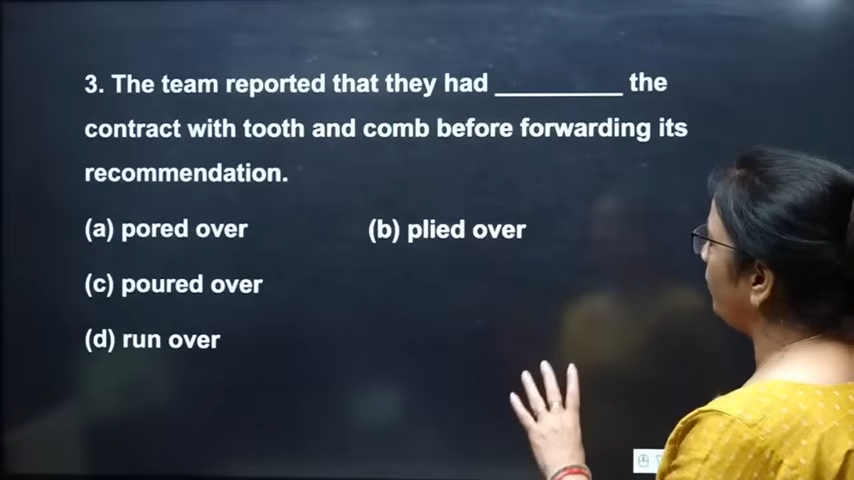 3. The team reported that they had __________ the
contract with tooth and comb before forwarding its
recommendation.
(a) pored over (b) plied over
(c) poured over
(d) run over